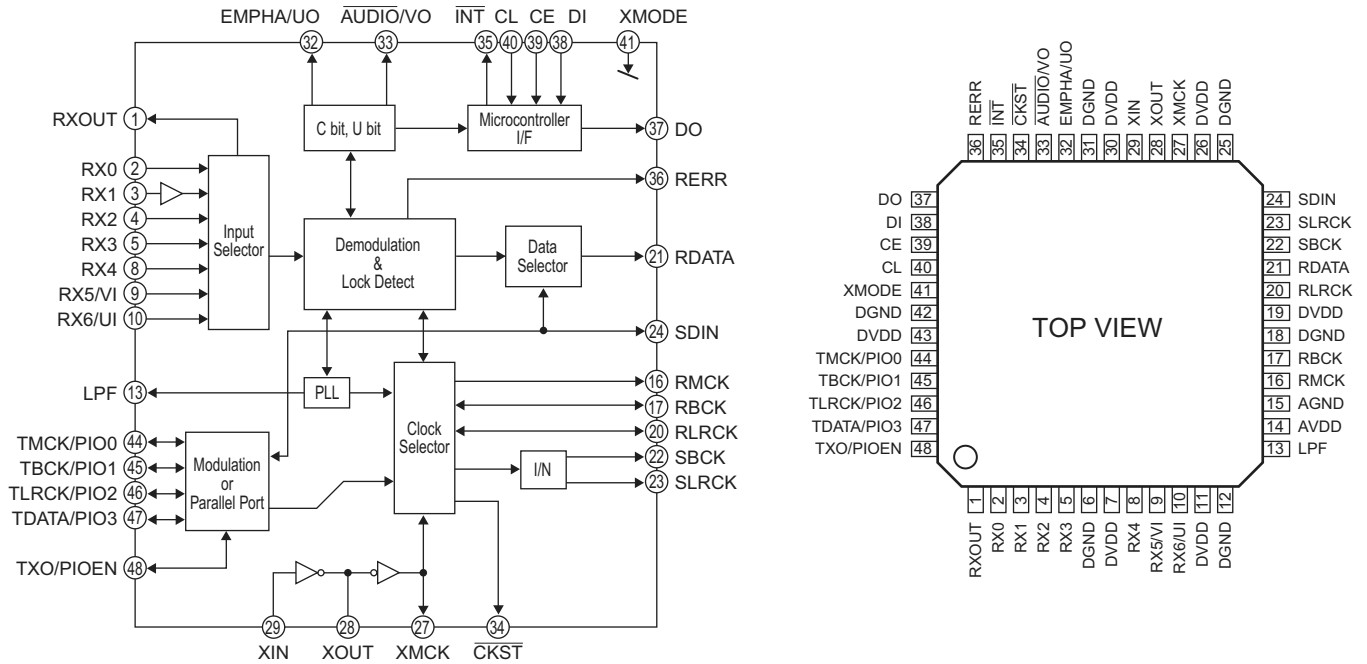 EMPHA/UO AUDIO/VO INT CL CE DI XMODE
32 33 35 40 39 38 41
RXOUT 1
C bit, U bit
Microcontroller
I/F
37 DO
RX0 2
RX1 3
RX2 4
RX3 5
RX4 8
RX5/VI 9
RX6/UI 10
Input
Selector
36 RERR
Demodulation
&
Lock Detect
Data
Selector
21 RDATA
24 SDIN
LPF 13
PLL
Clock
Selector
16 RMCK
17 RBCK
20 RLRCK
I/N
22 SBCK
23 SLRCK
TMCK/PIO0 44
TBCK/PIO1 45
TLRCK/PIO2 46
TDATA/PIO3 47
Modulation
or
Parallel Port
TXO/PIOEN 48
29 28 27 34
XIN XOUT XMCK CKST
RERR INT CKST AUDIO/VO EMPHA/UO DGND DVDD XIN XOUT XMCK DVDD DGND
36 35 34 33 32 31 30 29 28 27 26 25
DO 37
DI 38
CE 39
CL 40
XMODE 41
DGND 42
DVDD 43
TMCK/PIO0 44
TBCK/PIO1 45
TLRCK/PIO2 46
TDATA/PIO3 47
TXO/PIOEN 48
TOP VIEW
24 SDIN
23 SLRCK
22 SBCK
21 RDATA
20 RLRCK
19 DVDD
18 DGND
17 RBCK
16 RMCK
15 AGND
14 AVDD
13 LPF
1 2 3 4 5 6 7 8 9 10 11 12
RXOUT RX0 RX1 RX2 RX3 DGND DVDD RX4 RX5/VI RX6/UI DVDD DGND